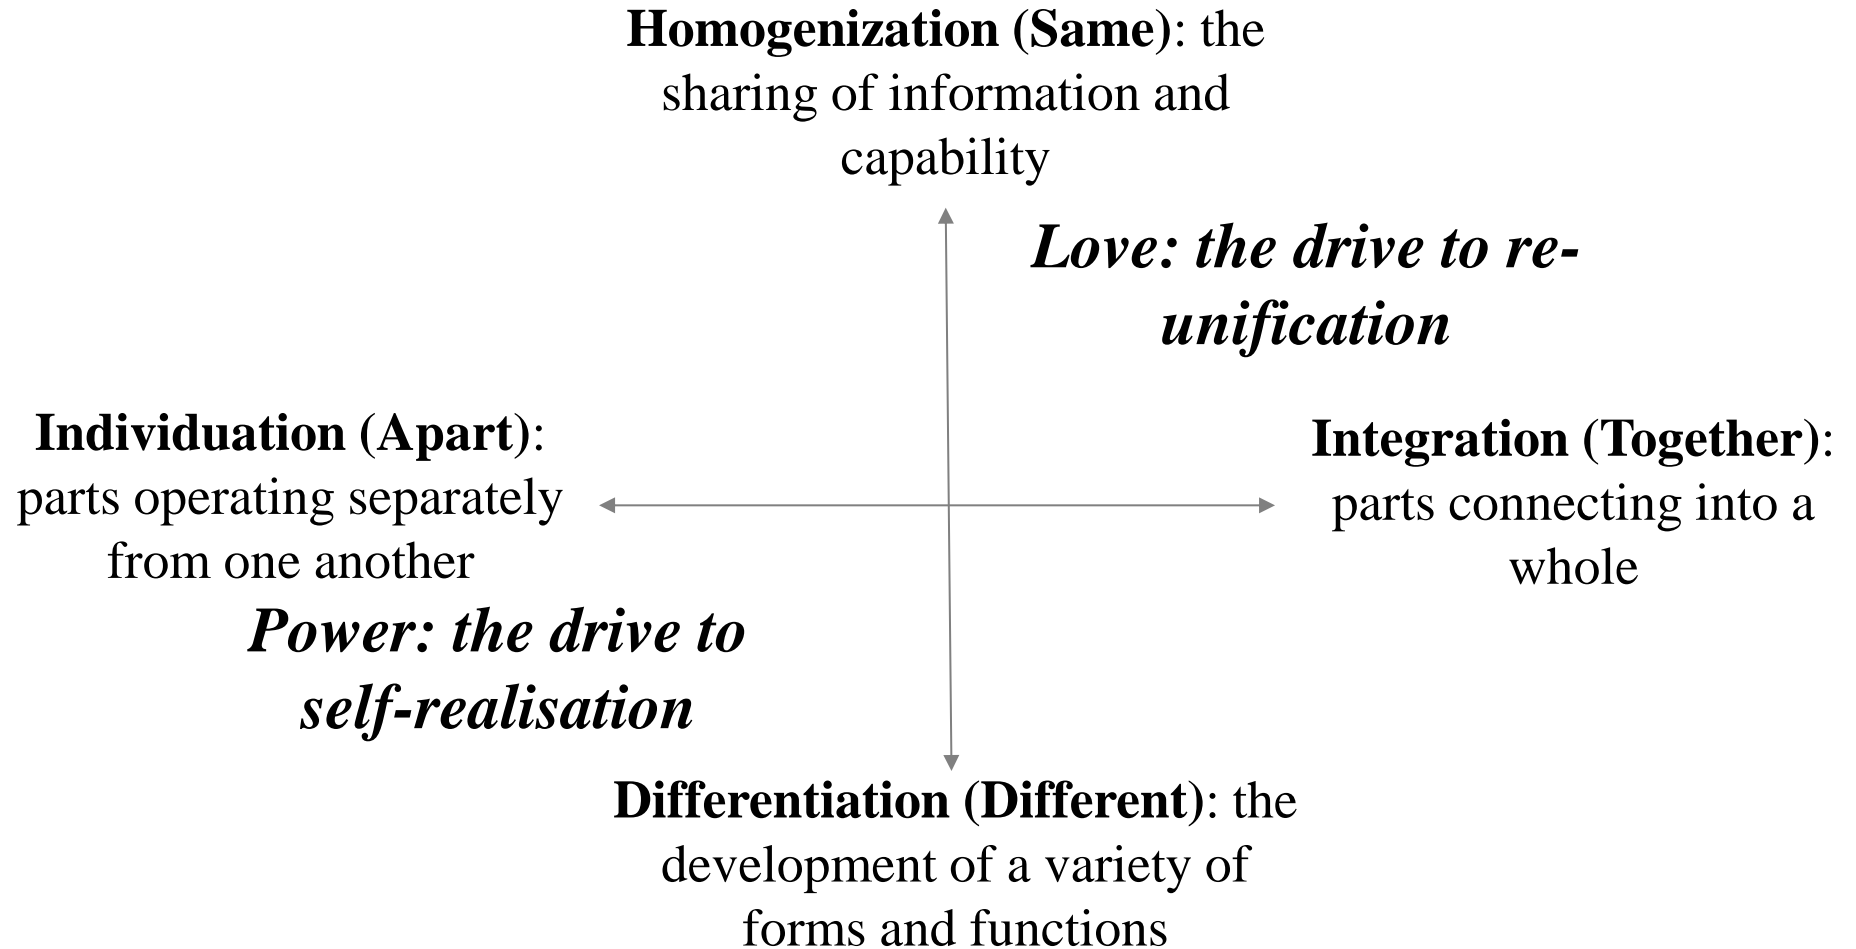 Homogenization (Same): the
sharing of information and
capability
Love: the drive to re-
unification
Individuation (Apart):
parts operating separately
from one another
Integration (Together):
parts connecting into a
whole
Power: the drive to
self-realisation
Differentiation (Different): the
development of a variety of
forms and functions